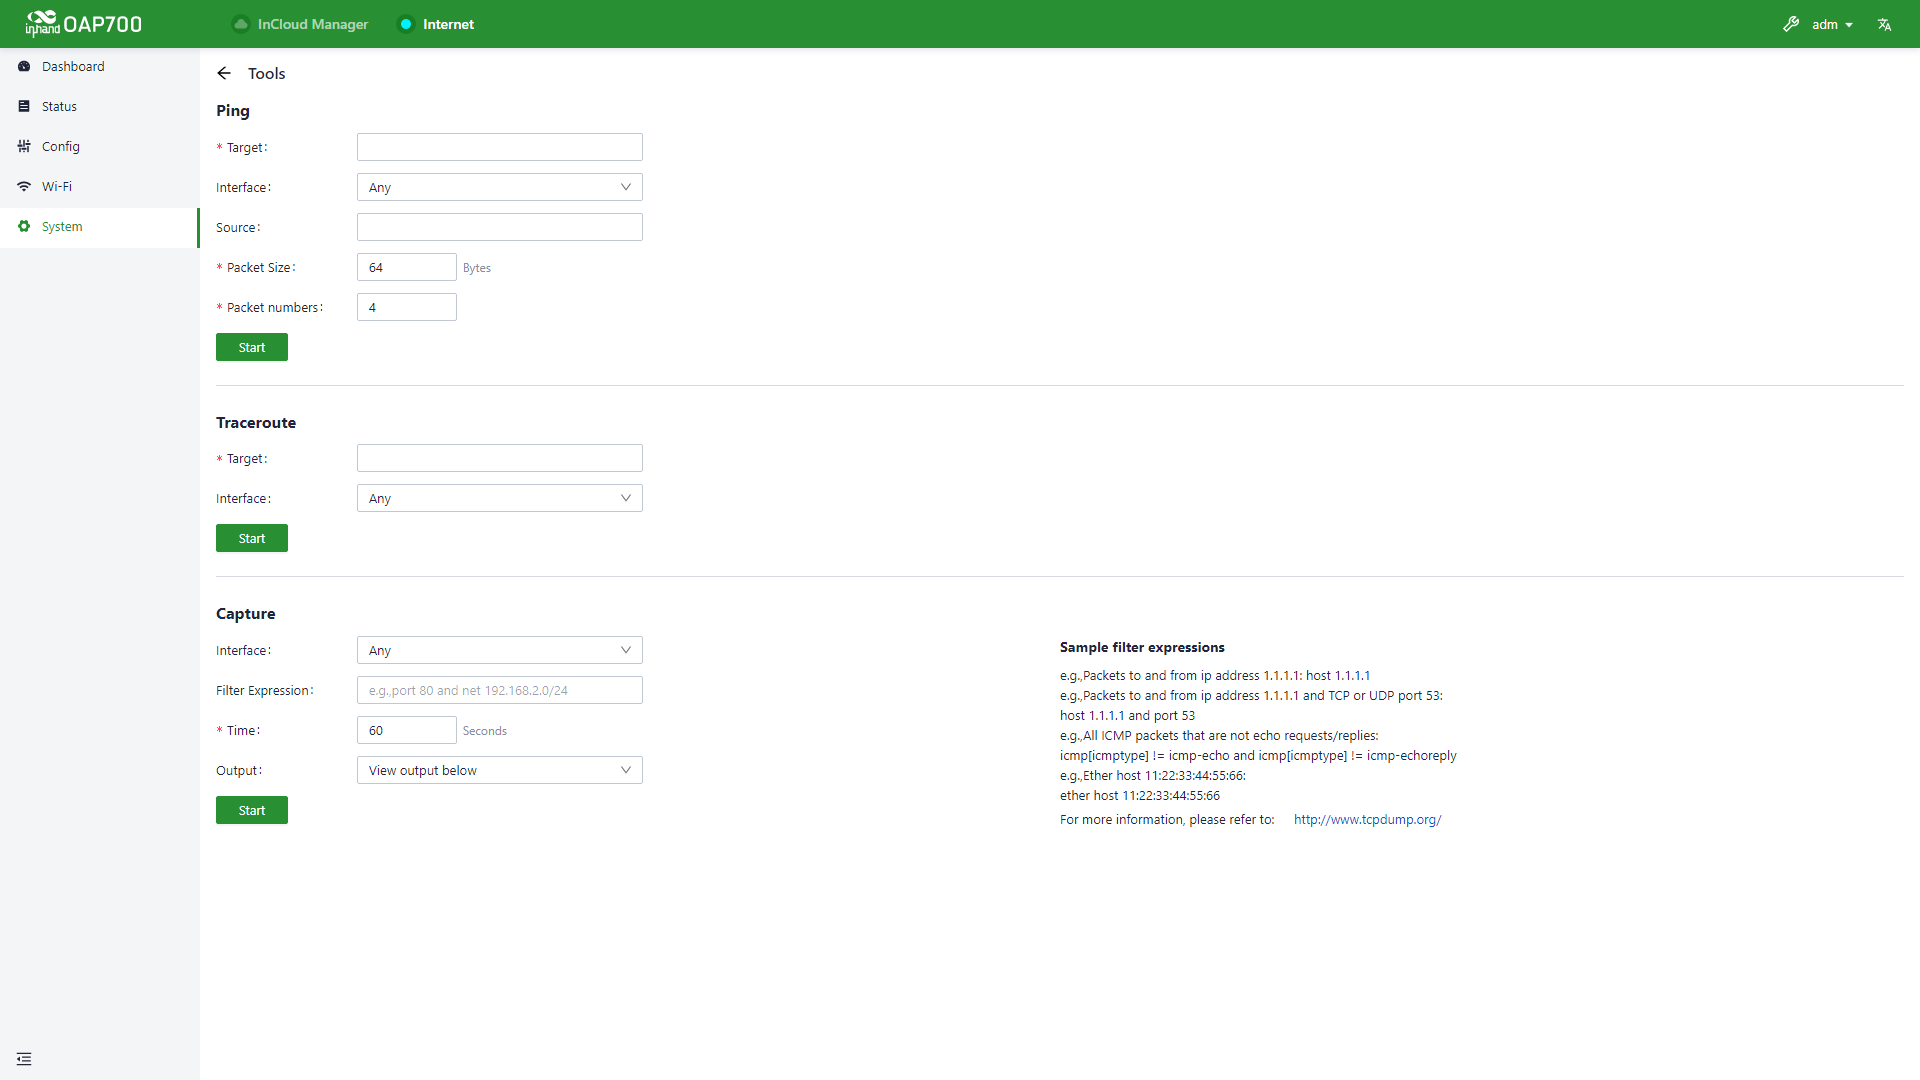 inhand OAP700
InCloud Manager
Internet
adm
Dashboard
Status
Config
Wi-Fi
System
Tools
Ping
* Target:
Interface: Any
Source:
* Packet Size: 64 Bytes
* Packet numbers: 4
Start
Traceroute
* Target:
Interface: Any
Start
Capture
Interface: Any
Filter Expression: e.g.,port 80 and net 192.168.2.0/24
* Time: 60 Seconds
Output: View output below
Start
Sample filter expressions
e.g.,Packets to and from ip address 1.1.1.1: host 1.1.1.1
e.g.,Packets to and from ip address 1.1.1.1 and TCP or UDP port 53:
host 1.1.1.1 and port 53
e.g.,All ICMP packets that are not echo requests/replies:
icmp[icmptype] != icmp-echo and icmp[icmptype] != icmp-echoreply
e.g.,Ether host 11:22:33:44:55:66:
ether host 11:22:33:44:55:66
For more information, please refer to: http://www.tcpdump.org/